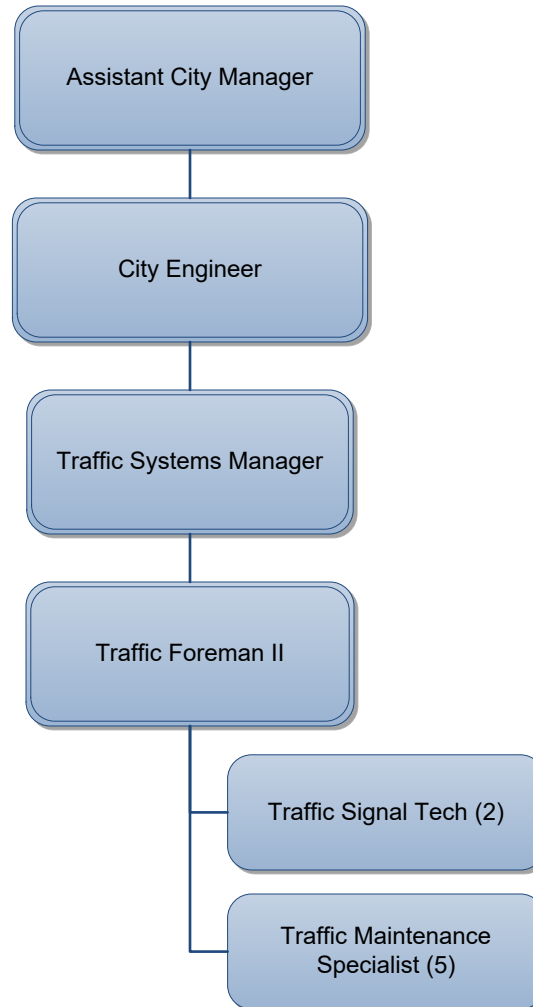 Assistant City Manager
City Engineer
Traffic Systems Manager
Traffic Foreman II
Traffic Signal Tech (2)
Traffic Maintenance
Specialist (5)